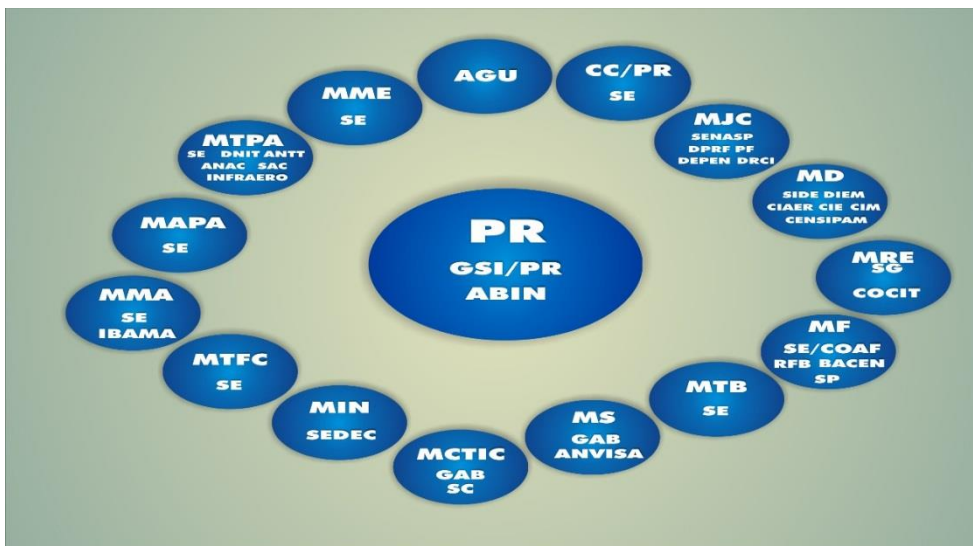 AGU
CC/PR
SE
MJC
SENASP
DPRF PF
DEPEN DRCI
MD
SIDE DIEM
CIAER CIE CIM
CENSIPAM
MRE
SG
COCIT
MF
SE/COAF
RFB BACEN
SP
MTB
SE
MS
GAB
ANVISA
MCTIC
GAB
SC
MIN
SEDEC
MTFC
SE
MMA
SE
IBAMA
MAPA
SE
MTPA
SE DNIT ANTT
ANAC SAC
INFRAERO
MME
SE
PR
GSI/PR
ABIN